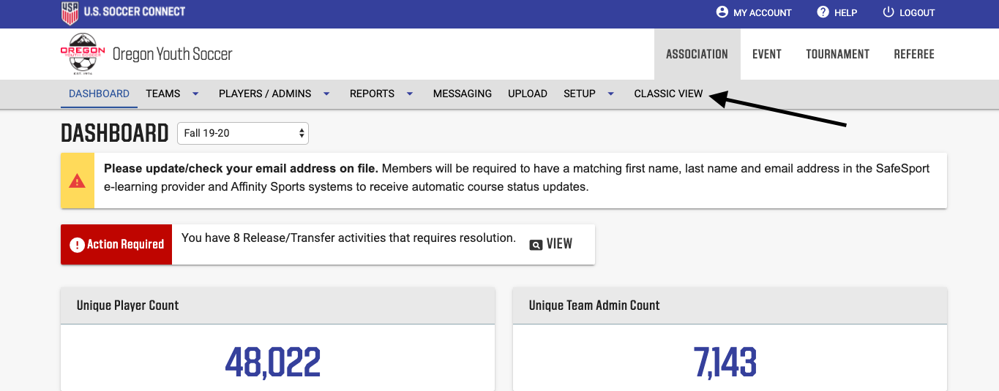 USA
U.S. SOCCER CONNECT
MY ACCOUNT HELP LOGOUT
OREGON
YOUTH SOCCER
EST. 1974
Oregon Youth Soccer
ASSOCIATION EVENT TOURNAMENT REFEREE
DASHBOARD TEAMS PLAYERS / ADMINS REPORTS MESSAGING UPLOAD SETUP CLASSIC VIEW
DASHBOARD Fall 19-20
Please update/check your email address on file. Members will be required to have a matching first name, last name and email address in the SafeSport
e-learning provider and Affinity Sports systems to receive automatic course status updates.
Action Required You have 8 Release/Transfer activities that requires resolution. VIEW
Unique Player Count Unique Team Admin Count
48,022 7,143